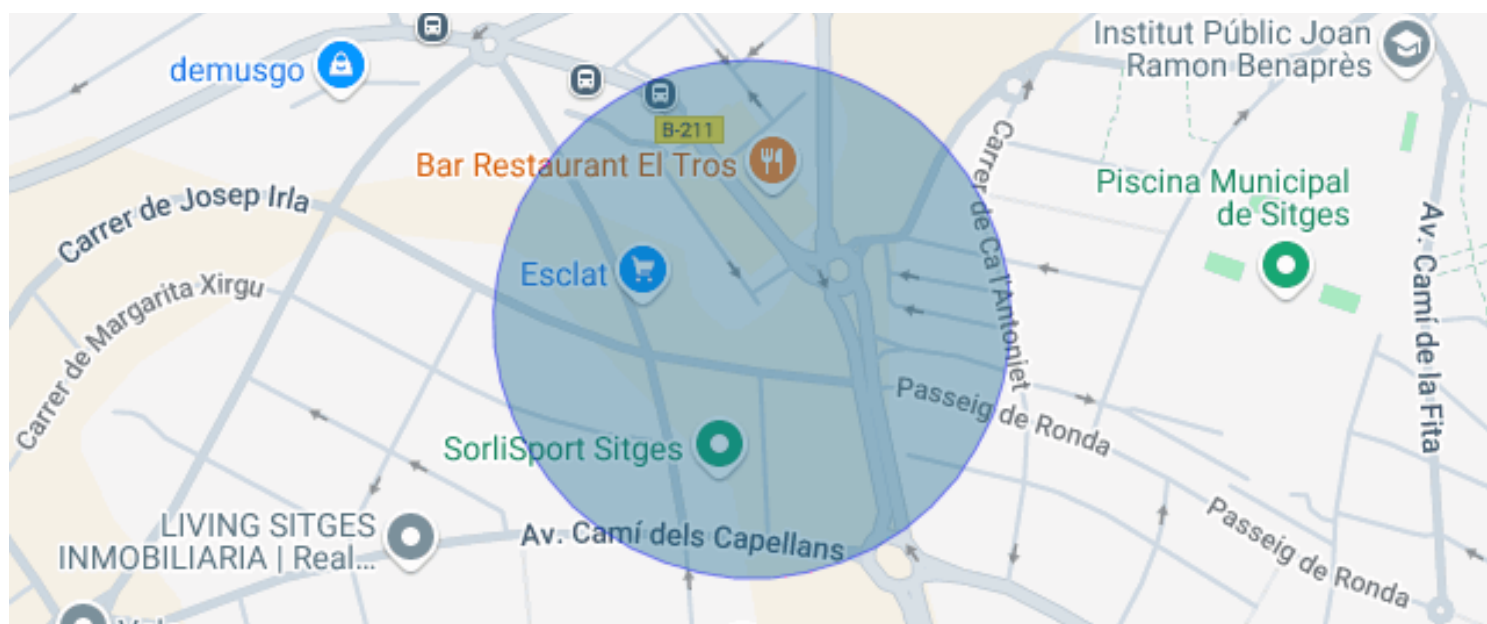 demusgo
Institut Públic Joan
Ramon Benaprès
B-211
Bar Restaurant El Tros
Carrer de Josep Irla
Carrer de Ca l'Antoniet
Piscina Municipal
de Sitges
Av. Camí de la Fita
Esclat
Carrer de Margarita Xirgu
Passeig de Ronda
SorliSport Sitges
LIVING SITGES
INMOBILIARIA | Real...
Av. Camí dels Capellans
Passeig de Ronda